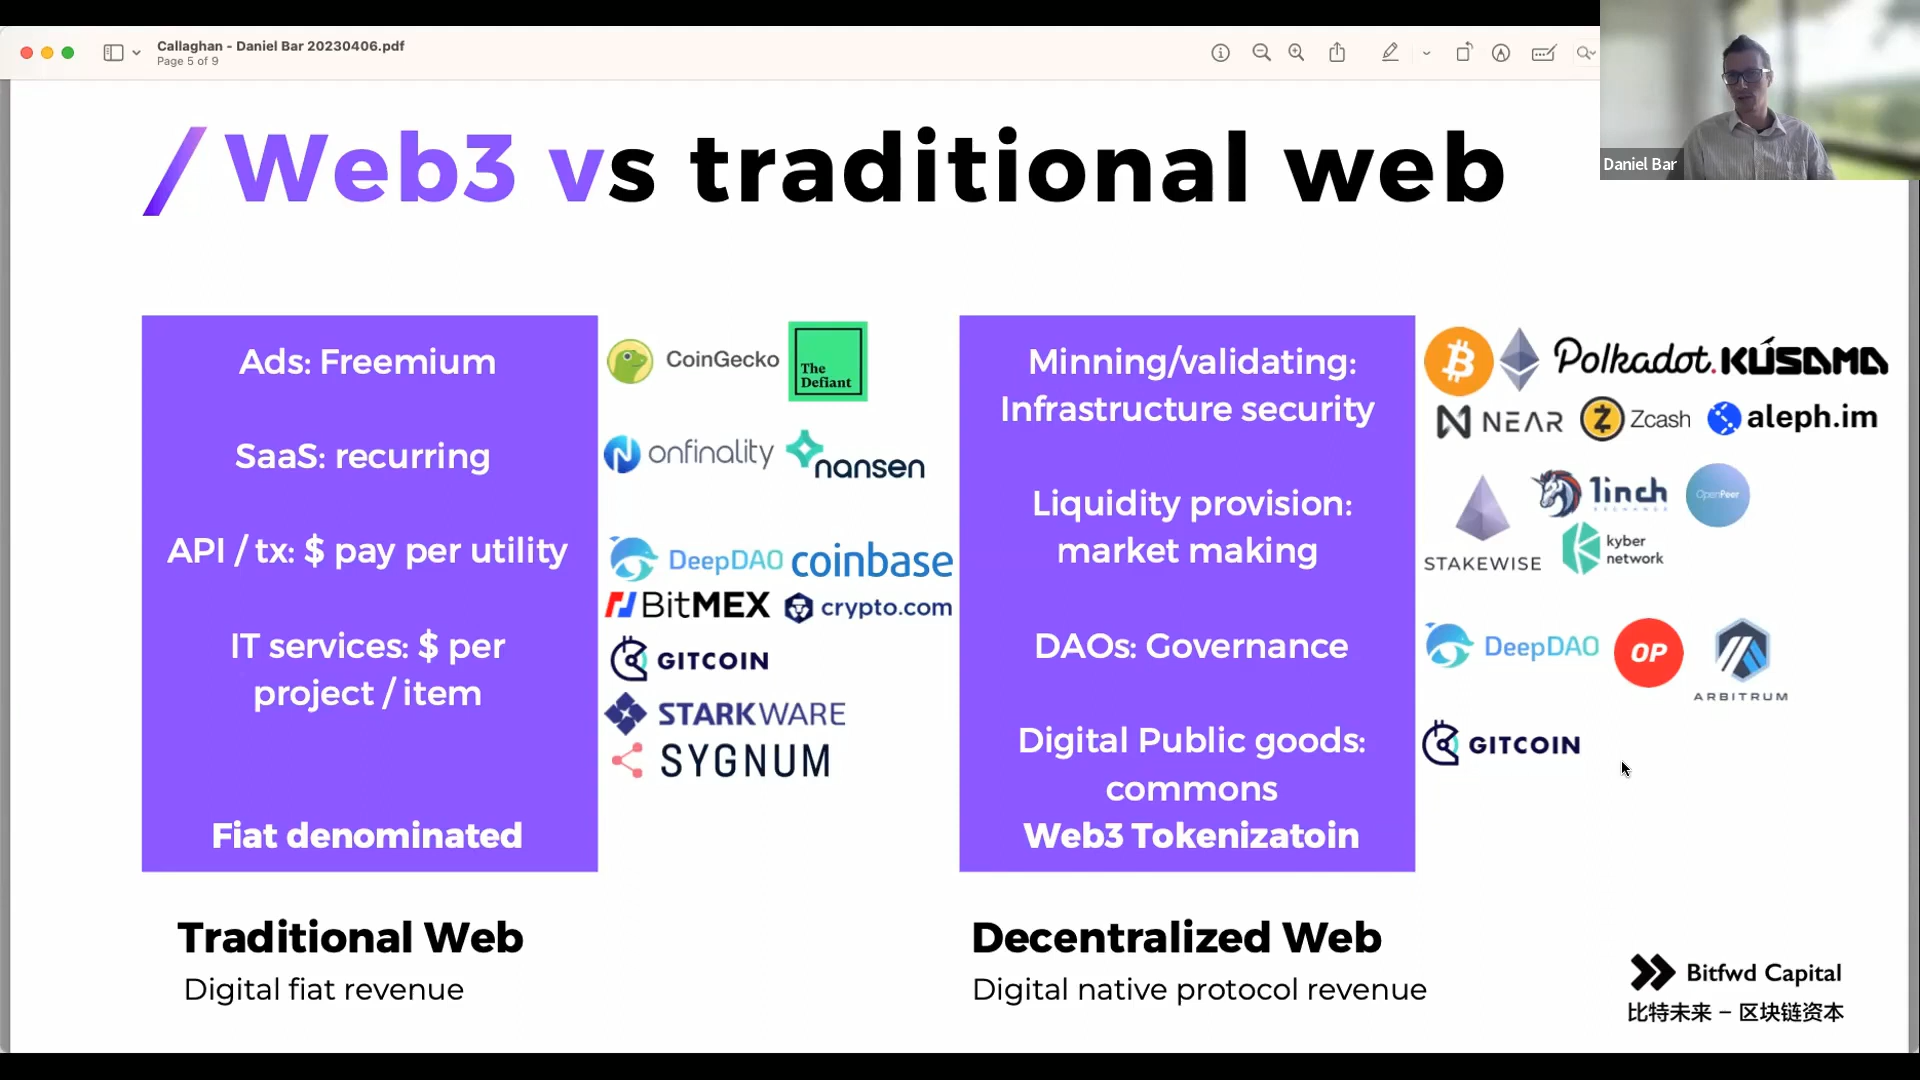 Callaghan - Daniel Bar 20230406.pdf
Page 5 of 9
Daniel Bar
/ Web3 vs traditional web
Ads: Freemium
SaaS: recurring
API / tx: $ pay per utility
IT services: $ per
project / item
Fiat denominated
CoinGecko
The
Defiant
onfinality
nansen
DeepDAO
coinbase
BitMEX
crypto.com
GITCOIN
STARKWARE
SYGNUM
Minning/validating:
Infrastructure security
Liquidity provision:
market making
DAOs: Governance
Digital Public goods:
commons
Web3 Tokenizatoin
Polkadot.
KUSAMA
NEAR
Zcash
aleph.im
STAKEWISE
1inch
EXCHANGE
OpenPeer
kyber
network
DeepDAO
OP
ARBITRUM
GITCOIN
Traditional Web
Digital fiat revenue
Decentralized Web
Digital native protocol revenue
Bitfwd Capital
比特未来 – 区块链资本